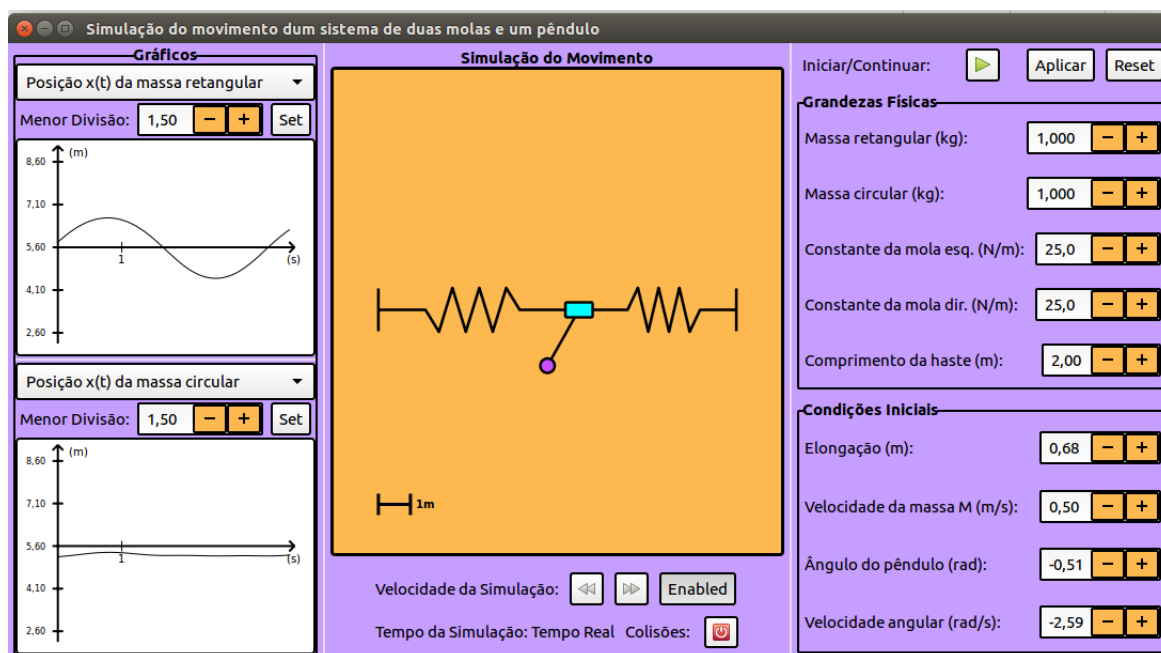 Simulação do movimento dum sistema de duas molas e um pêndulo
Gráficos
Posição x(t) da massa retangular
Menor Divisão: 1,50 − + Set
(m)
8,60
7,10
5,60
4,10
2,60
1
(s)
Posição x(t) da massa circular
Menor Divisão: 1,50 − + Set
(m)
8,60
7,10
5,60
4,10
2,60
1
(s)
Simulação do Movimento
1m
Velocidade da Simulação: Enabled
Tempo da Simulação: Tempo Real Colisões:
Iniciar/Continuar: Aplicar Reset
Grandezas Físicas
Massa retangular (kg): 1,000 − +
Massa circular (kg): 1,000 − +
Constante da mola esq. (N/m): 25,0 − +
Constante da mola dir. (N/m): 25,0 − +
Comprimento da haste (m): 2,00 − +
Condições Iniciais
Elongação (m): 0,68 − +
Velocidade da massa M (m/s): 0,50 − +
Ângulo do pêndulo (rad): -0,51 − +
Velocidade angular (rad/s): -2,59 − +